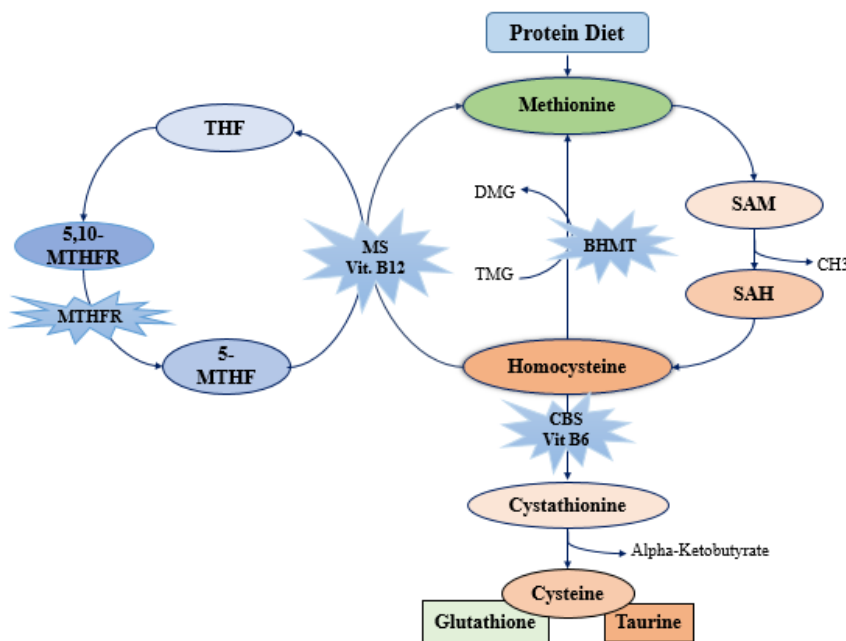 Protein Diet
Methionine
THF
DMG
SAM
5,10-
MTHFR
MS
Vit. B12
BHMT
TMG
CH3
SAH
MTHFR
5-
MTHF
Homocysteine
CBS
Vit B6
Cystathionine
Alpha-Ketobutyrate
Cysteine
Glutathione
Taurine